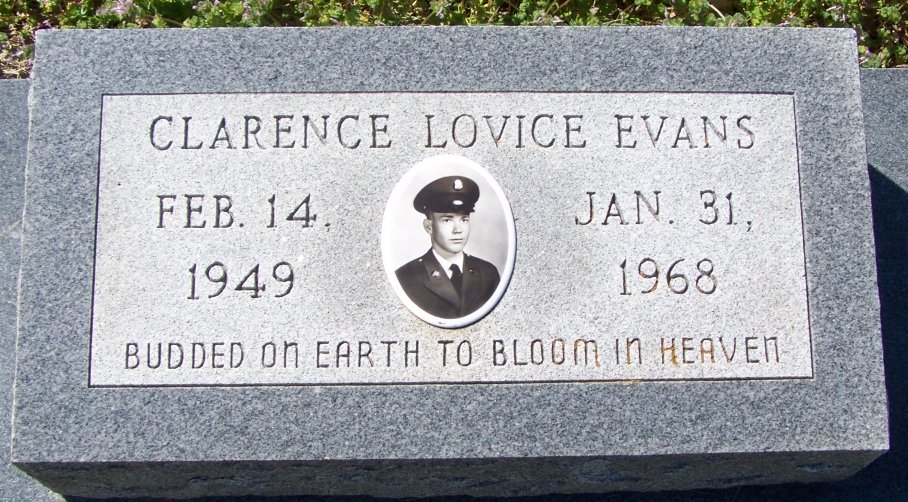 CLARENCE LOVICE EVANS
FEB. 14,
1949
JAN. 31,
1968
BUDDED ON EARTH TO BLOOM IN HEAVEN